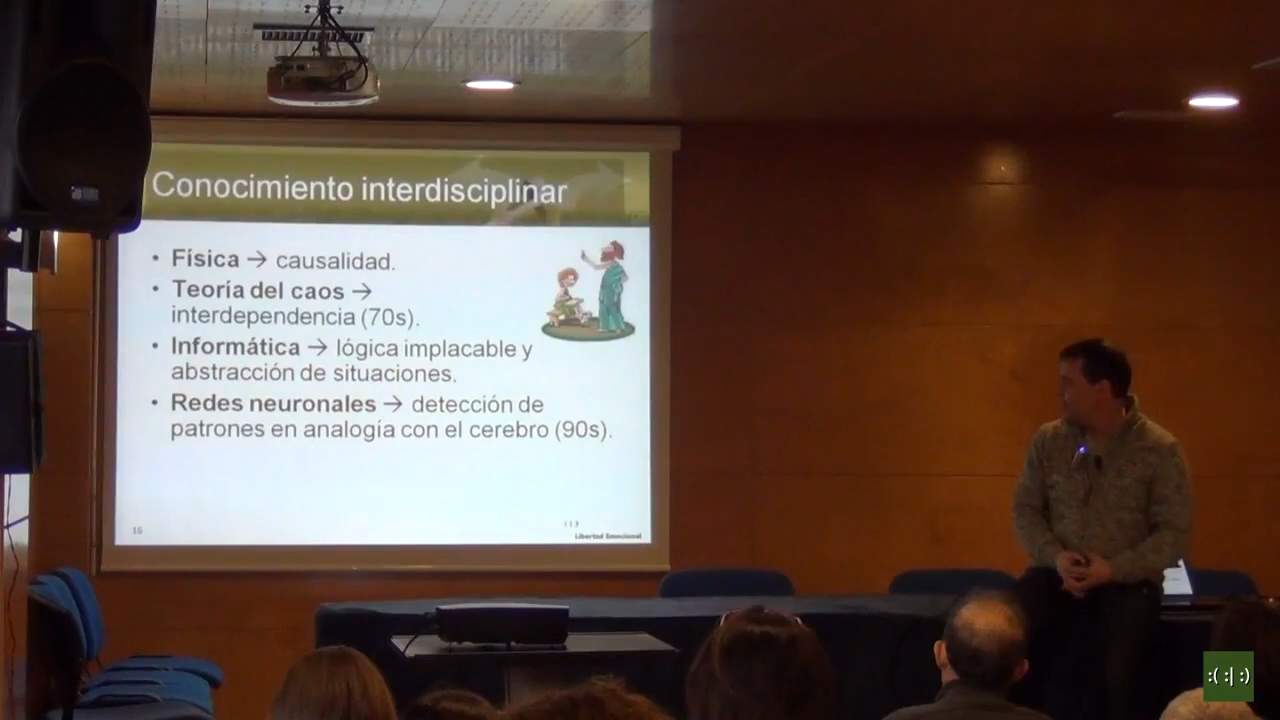 Conocimiento interdisciplinar
• Física → causalidad.
• Teoría del caos →
interdependencia (70s).
• Informática → lógica implacable y
abstracción de situaciones.
• Redes neuronales → detección de
patrones en analogía con el cerebro (90s).
16
Libertad Emocional
:( :| :)